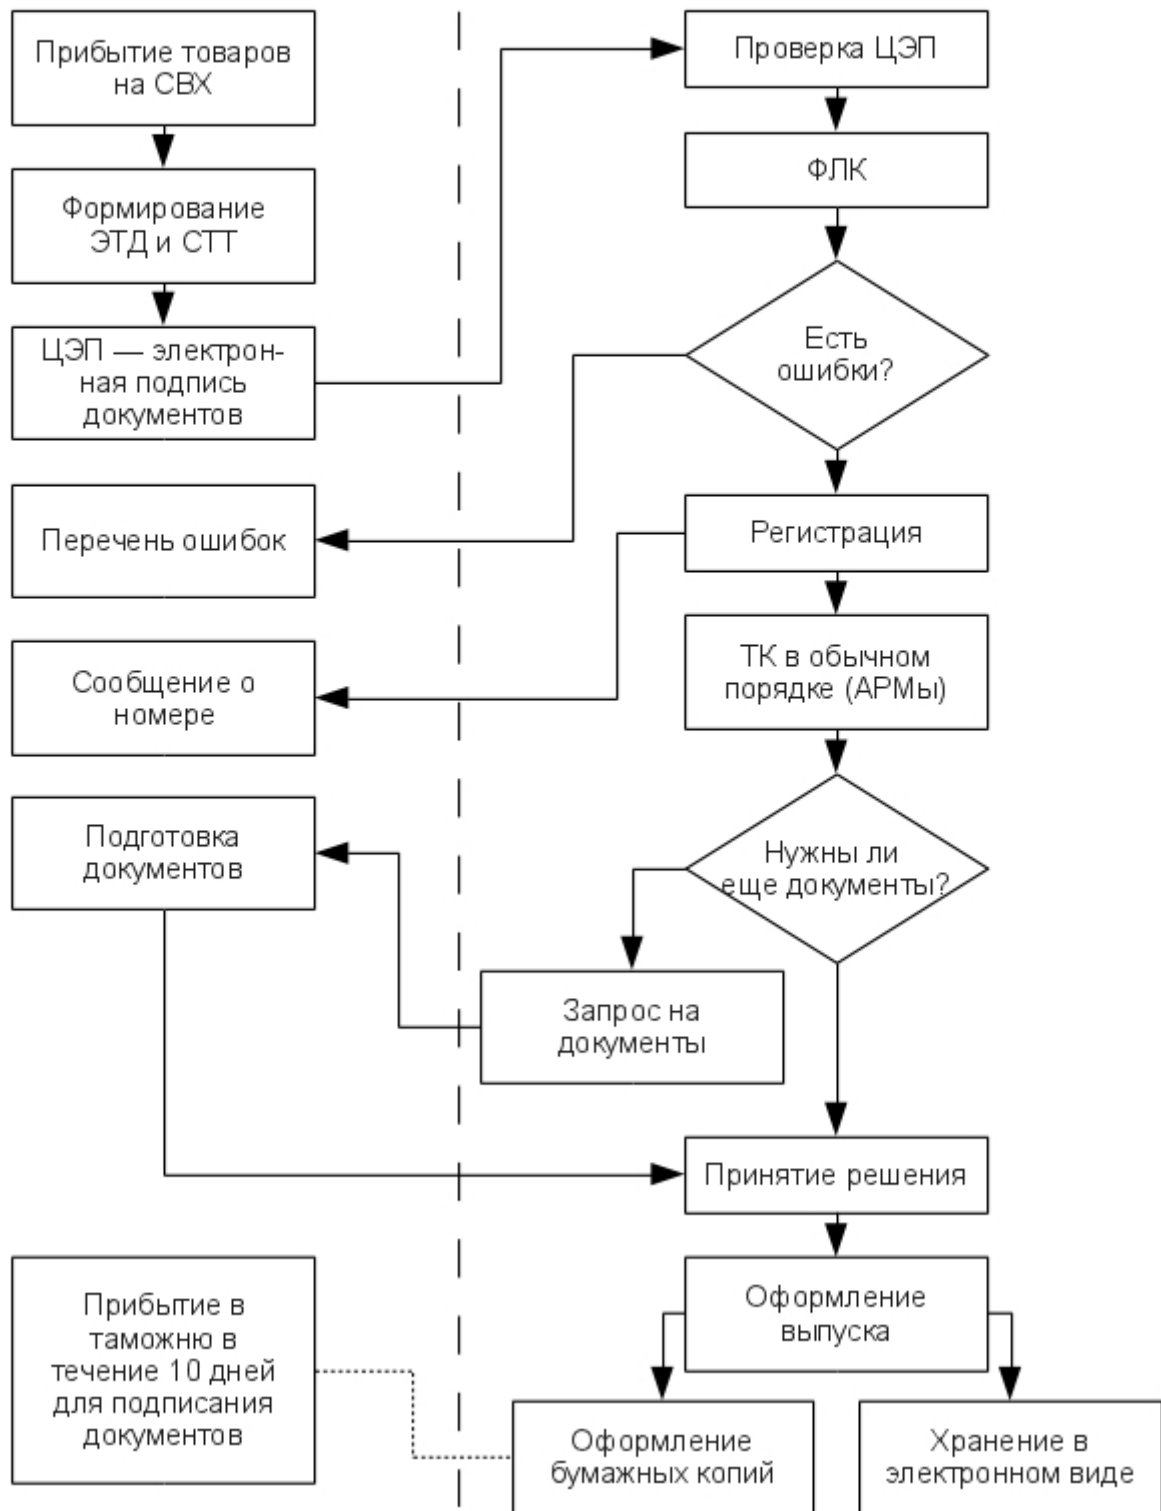 Прибытие товаров
на СВХ
Формирование
ЭТД и СТТ
ЦЭП — электрон-
ная подпись
документов
Перечень ошибок
Сообщение о
номере
Подготовка
документов
Прибытие в
таможню в
течение 10 дней
для подписания
документов
Проверка ЦЭП
ФЛК
Есть
ошибки?
Регистрация
ТК в обычном
порядке (АРМы)
Нужны ли
еще документы?
Запрос на
документы
Принятие решения
Оформление
выпуска
Оформление
бумажных копий
Хранение в
электронном виде